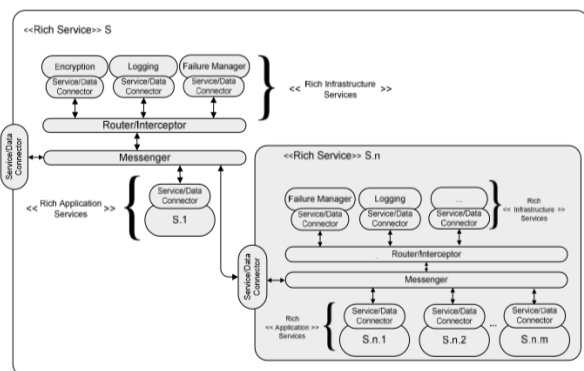 <<Rich Service>> S
Encryption
Service/Data
Connector
Logging
Service/Data
Connector
Failure Manager
Service/Data
Connector
<< Rich Infrastructure >>
Services
Router/Interceptor
Messenger
Service/Data
Connector
<< Rich Application >>
Services
Service/Data
Connector
S.1
<<Rich Service>> S.n
Failure Manager
Service/Data
Connector
Logging
Service/Data
Connector
...
Service/Data
Connector
Rich
<< Infrastructure >>
Services
Router/Interceptor
Messenger
Service/Data
Connector
Rich
<< Application >>
Services
Service/Data
Connector
S.n.1
Service/Data
Connector
S.n.2
...
Service/Data
Connector
S.n.m